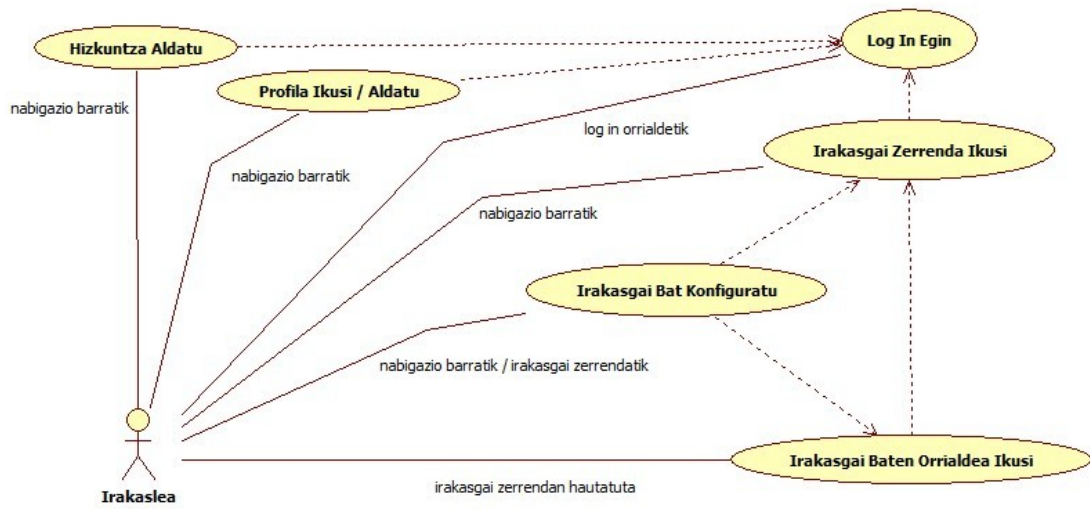 Hizkuntza Aldatu
Log In Egin
Profila Ikusi / Aldatu
nabigazio barratik
log in orrialdetik
Irakasgai Zerrenda Ikusi
nabigazio barratik
nabigazio barratik
Irakasgai Bat Konfiguratu
nabigazio barratik / irakasgai zerrendatik
Irakasgai Baten Orrialdea Ikusi
irakasgai zerrendan hautatuta
Irakaslea